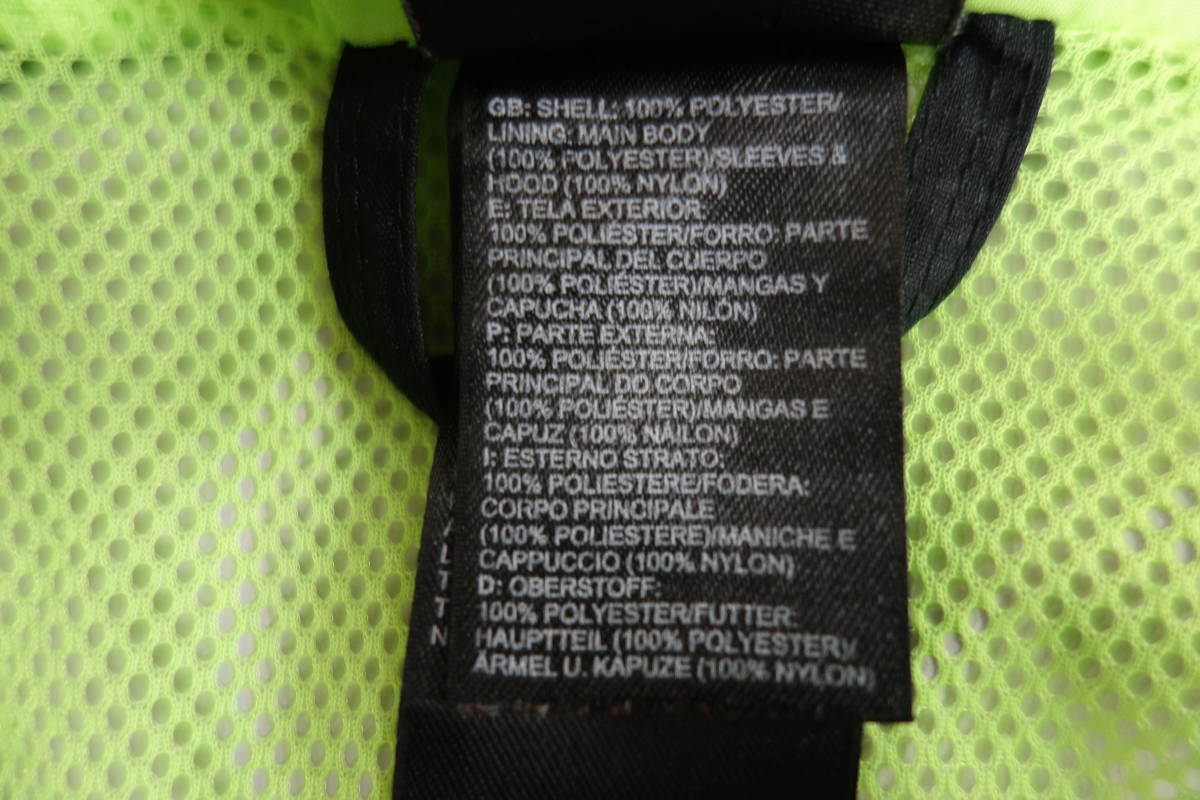 GB: SHELL: 100% POLYESTER/
LINING: MAIN BODY
(100% POLYESTER)/SLEEVES &
HOOD (100% NYLON)
E: TELA EXTERIOR:
100% POLIÉSTER/FORRO: PARTE
PRINCIPAL DEL CUERPO
(100% POLIÉSTER)/MANGAS Y
CAPUCHA (100% NILÓN)
P: PARTE EXTERNA:
100% POLIÉSTER/FORRO: PARTE
PRINCIPAL DO CORPO
(100% POLIÉSTER)/MANGAS E
CAPUZ (100% NÁILON)
I: ESTERNO STRATO:
100% POLIESTERE/FODERA:
CORPO PRINCIPALE
(100% POLIESTERE)/MANICHE E
CAPPUCCIO (100% NYLON)
D: OBERSTOFF:
100% POLYESTER/FUTTER:
HAUPTTEIL (100% POLYESTER)/
ÄRMEL U. KAPUZE (100% NYLON)